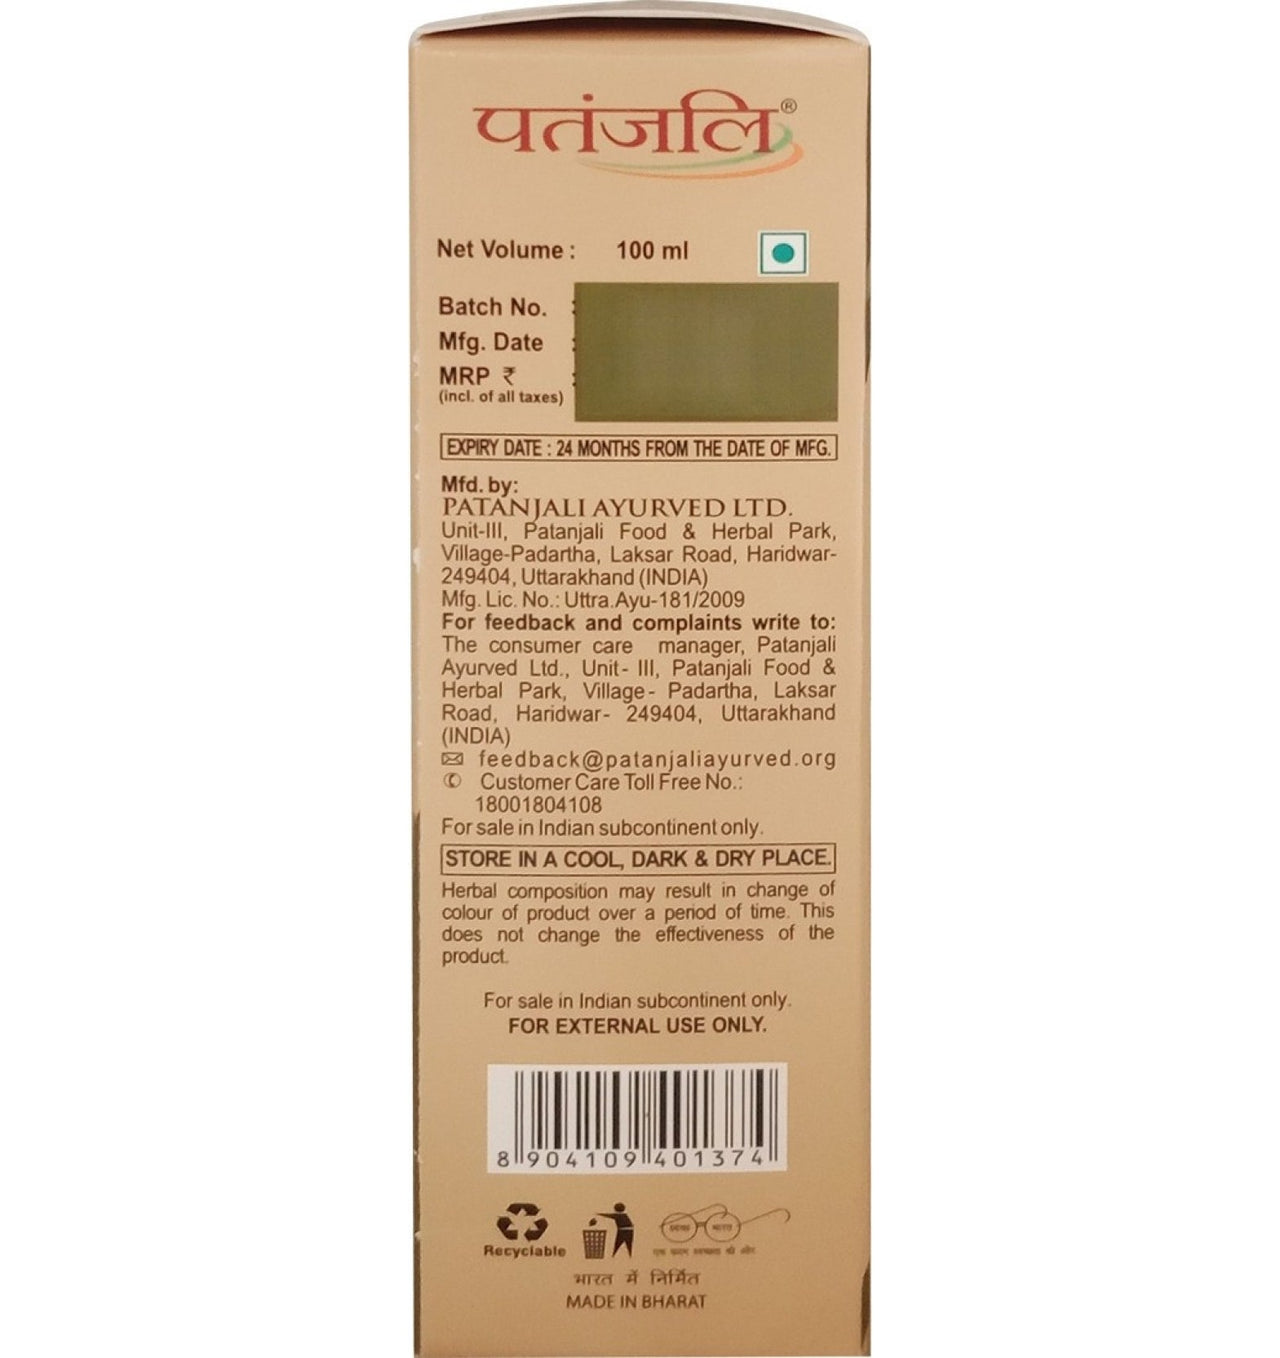 पतंजलि®
Net Volume : 100 ml
Batch No. :
Mfg. Date :
MRP ₹ :
(incl. of all taxes)
EXPIRY DATE : 24 MONTHS FROM THE DATE OF MFG.
Mfd. by:
PATANJALI AYURVED LTD.
Unit-III, Patanjali Food & Herbal Park,
Village-Padartha, Laksar Road, Haridwar-
249404, Uttarakhand (INDIA)
Mfg. Lic. No.: Uttra.Ayu-181/2009
For feedback and complaints write to:
The consumer care manager, Patanjali
Ayurved Ltd., Unit- III, Patanjali Food &
Herbal Park, Village- Padartha, Laksar
Road, Haridwar- 249404, Uttarakhand
(INDIA)
feedback@patanjaliayurved.org
Customer Care Toll Free No.:
18001804108
For sale in Indian subcontinent only.
STORE IN A COOL, DARK & DRY PLACE.
Herbal composition may result in change of
colour of product over a period of time. This
does not change the effectiveness of the
product.
For sale in Indian subcontinent only.
FOR EXTERNAL USE ONLY.
8 904109 401374
Recyclable
स्वच्छ भारत
एक कदम स्वच्छता की ओर
भारत में निर्मित
MADE IN BHARAT